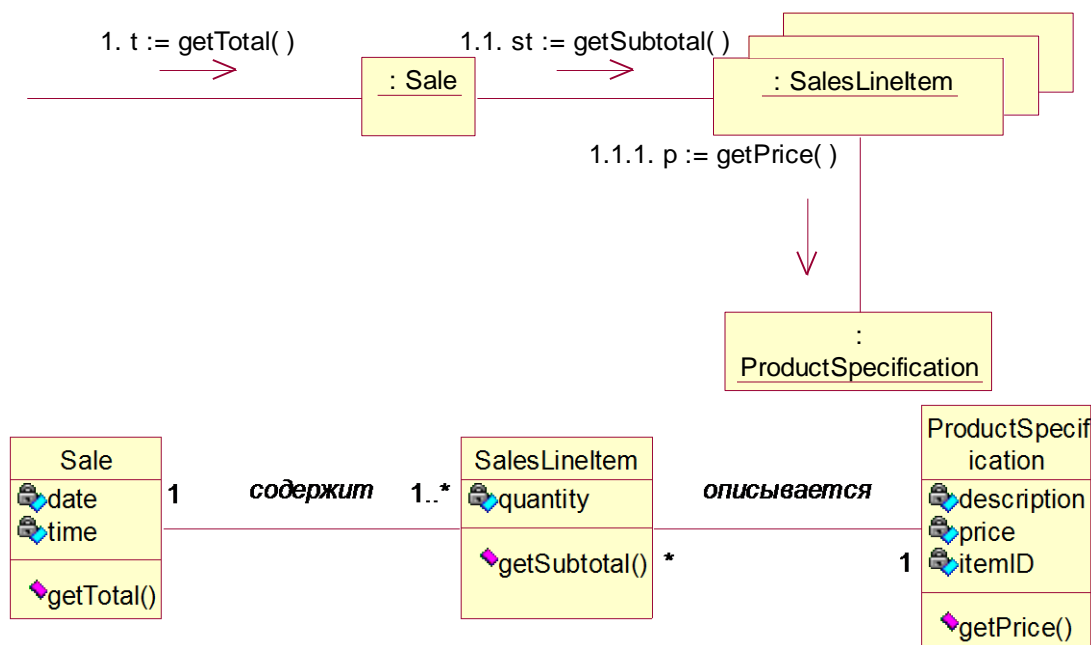 1. t := getTotal( )
1.1. st := getSubtotal( )
: Sale
: SalesLineItem
1.1.1. p := getPrice( )
:
ProductSpecification
Sale
date
time
getTotal()
1
содержит
1..*
SalesLineItem
quantity
getSubtotal()
*
описывается
1
ProductSpecif
ication
description
price
itemID
getPrice()